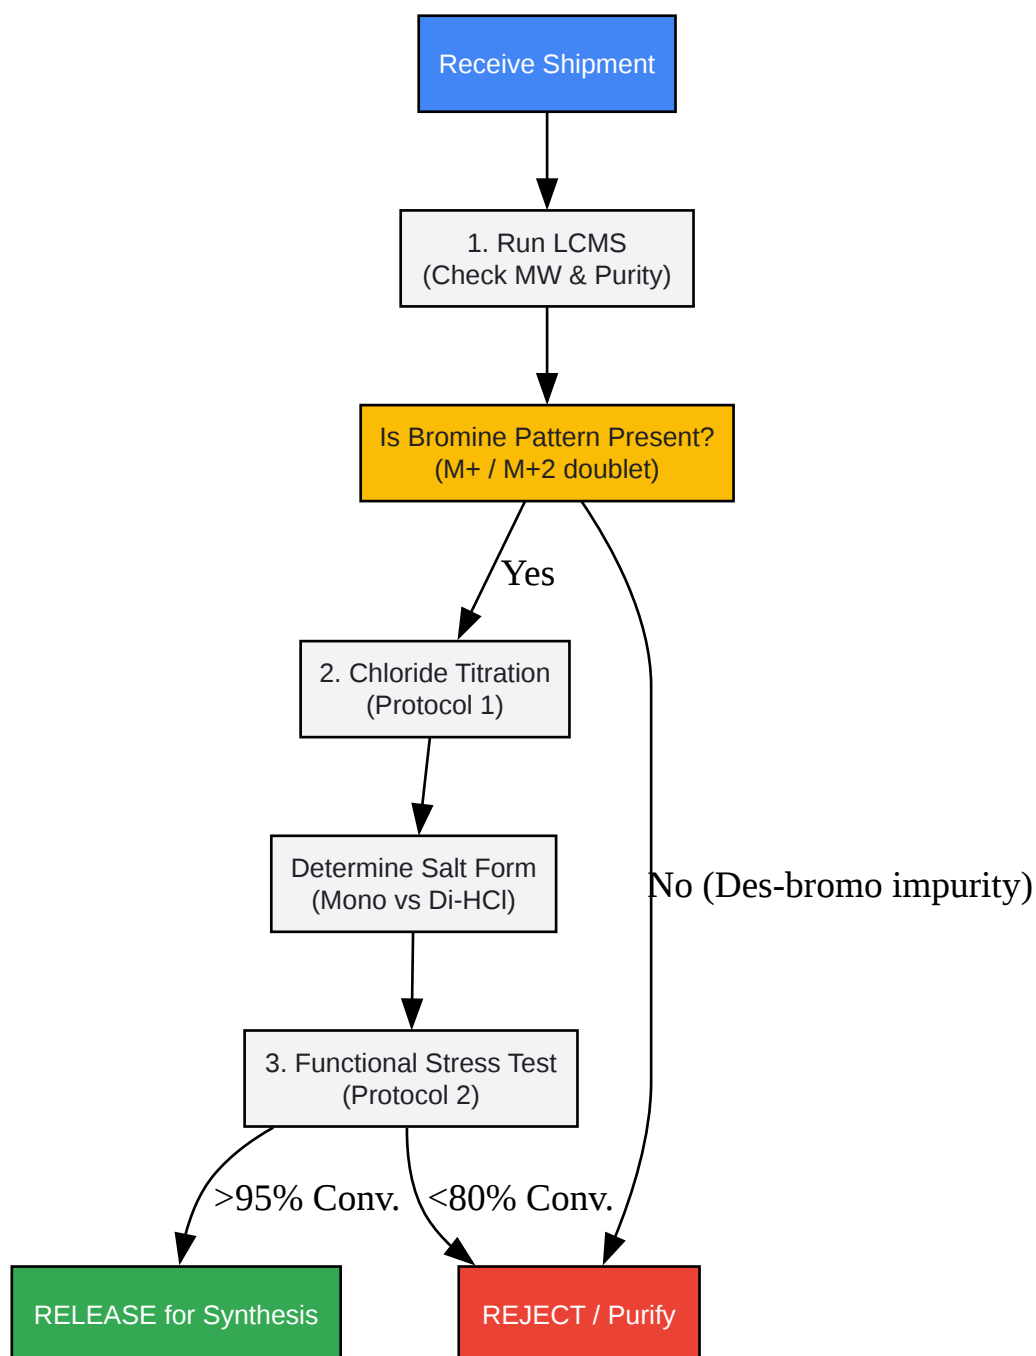 Receive Shipment
1. Run LCMS
(Check MW & Purity)
Is Bromine Pattern Present?
(M+ / M+2 doublet)
Yes
2. Chloride Titration
(Protocol 1)
Determine Salt Form
(Mono vs Di-HCl)
No (Des-bromo impurity)
3. Functional Stress Test
(Protocol 2)
>95% Conv.
<80% Conv.
RELEASE for Synthesis
REJECT / Purify